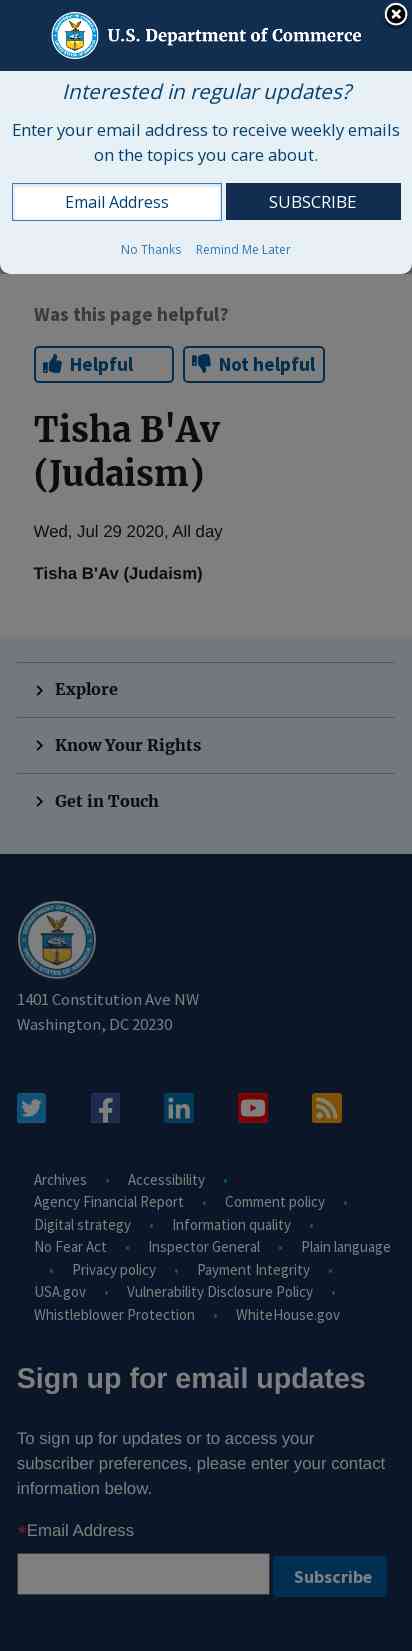 U.S. Department of Commerce
Interested in regular updates?
Enter your email address to receive weekly emails
on the topics you care about.
Email Address
SUBSCRIBE
No Thanks
Remind Me Later
Was this page helpful?
Helpful
Not helpful
Tisha B'Av
(Judaism)
Wed, Jul 29 2020, All day
Tisha B'Av (Judaism)
Explore
Know Your Rights
Get in Touch
1401 Constitution Ave NW
Washington, DC 20230
Archives • Accessibility •
Agency Financial Report • Comment policy •
Digital strategy • Information quality •
No Fear Act • Inspector General • Plain language
• Privacy policy • Payment Integrity •
USA.gov • Vulnerability Disclosure Policy •
Whistleblower Protection • WhiteHouse.gov
Sign up for email updates
To sign up for updates or to access your
subscriber preferences, please enter your contact
information below.
*Email Address
Subscribe